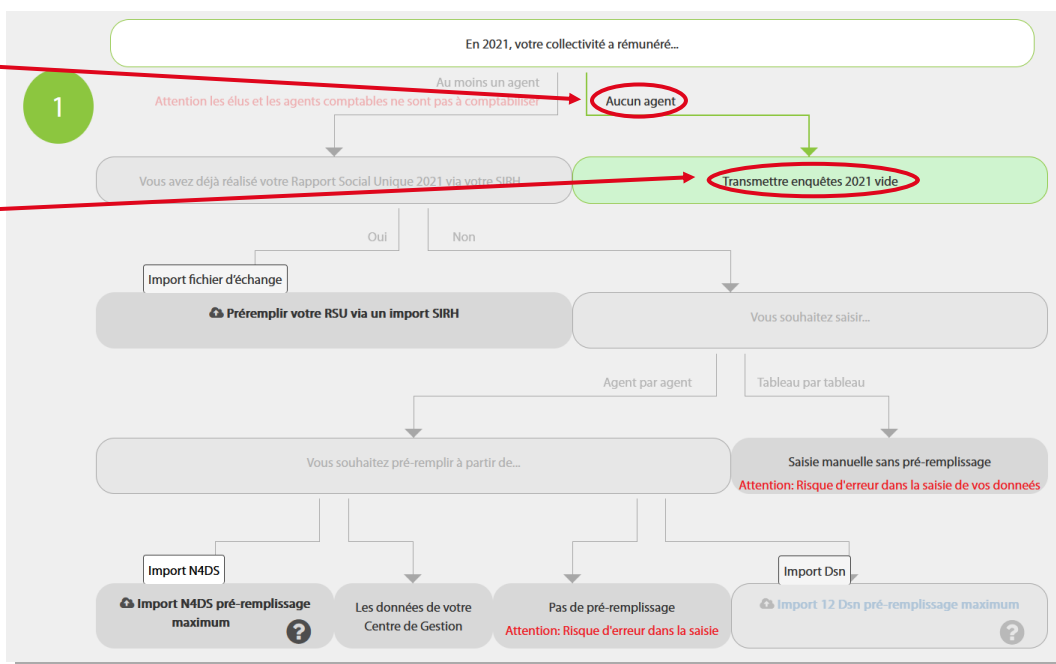 En 2021, votre collectivité a rémunéré...
Au moins un agent
Attention les élus et les agents comptables ne sont pas à comptabiliser
Aucun agent
1
Vous avez déjà réalisé votre Rapport Social Unique 2021 via votre SIRH
Transmettre enquêtes 2021 vide
Oui
Non
Import fichier d'échange
Préremplir votre RSU via un import SIRH
Vous souhaitez saisir...
Agent par agent
Tableau par tableau
Vous souhaitez pré-remplir à partir de...
Saisie manuelle sans pré-remplissage
Attention: Risque d'erreur dans la saisie de vos donneés
Import N4DS
Import N4DS pré-remplissage
maximum
?
Les données de votre
Centre de Gestion
Pas de pré-remplissage
Attention: Risque d'erreur dans la saisie
Import Dsn
Import 12 Dsn pré-remplissage maximum
?